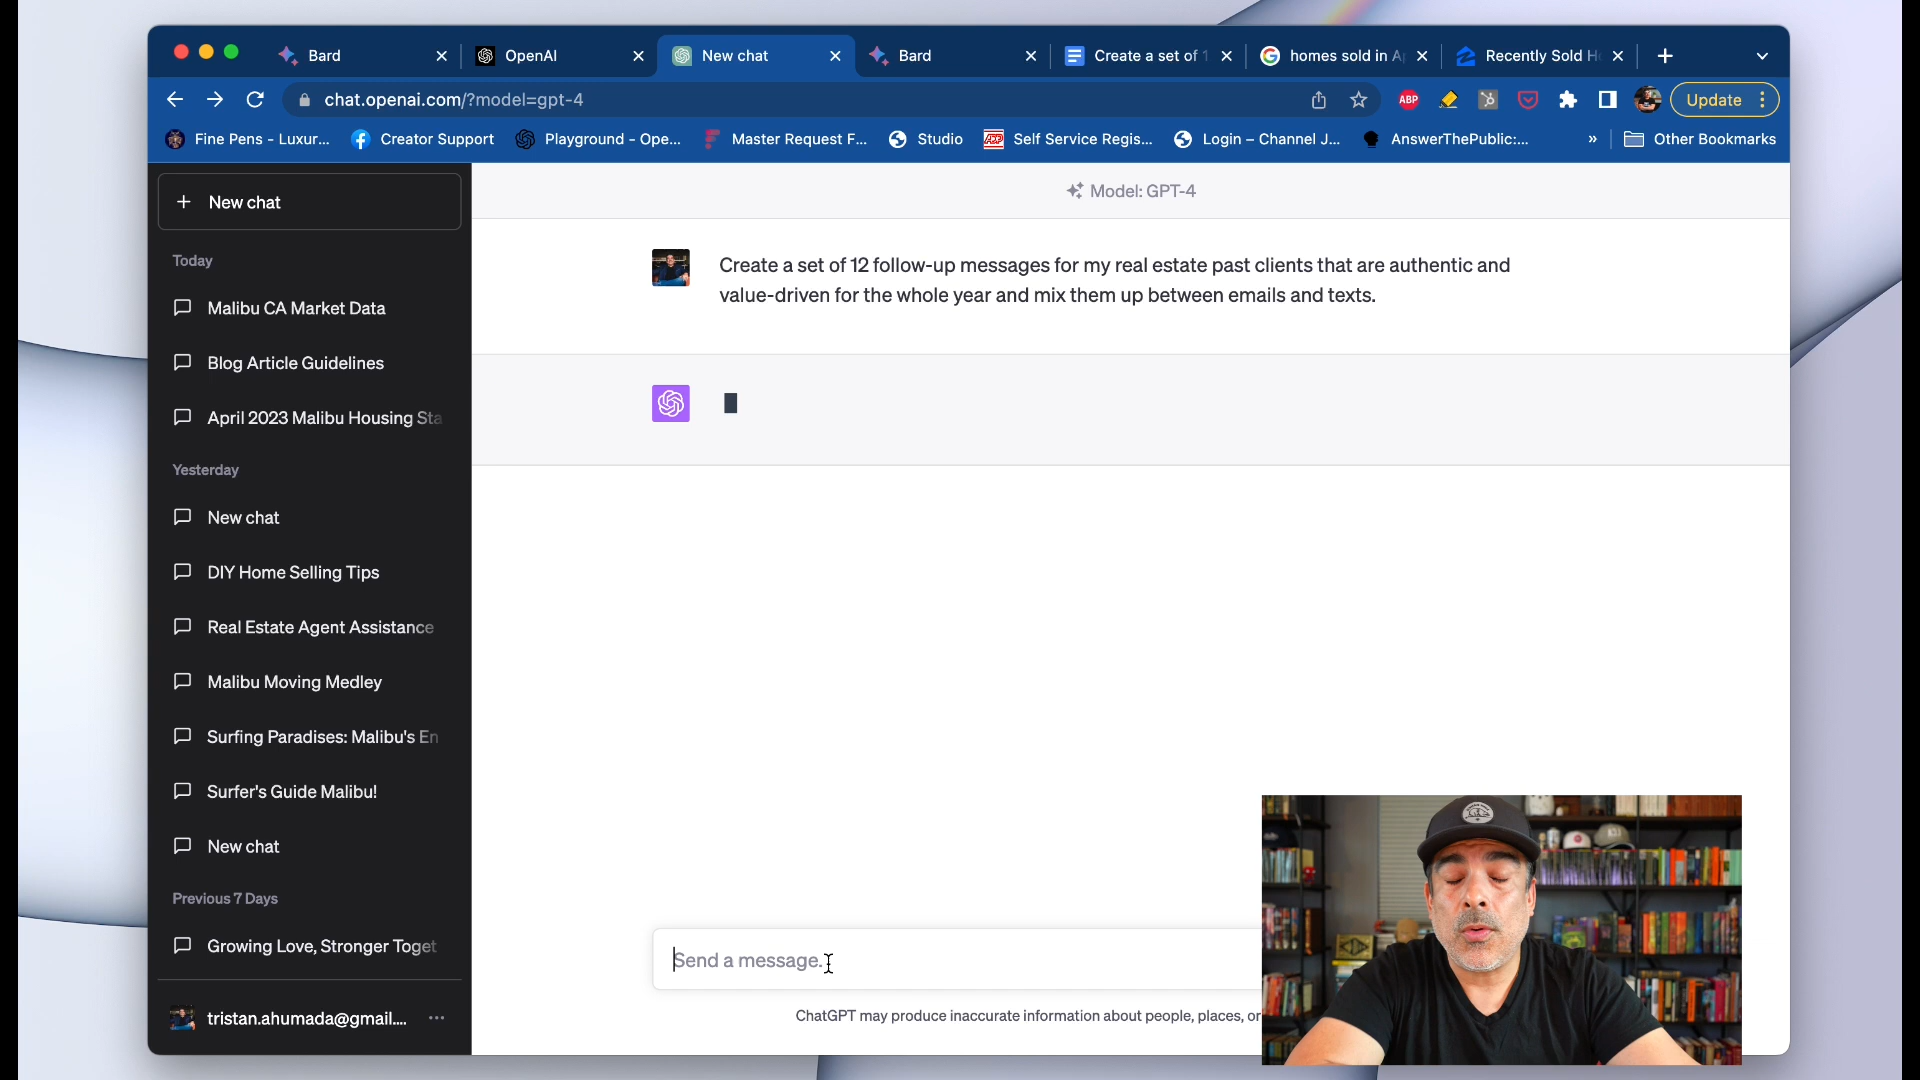 Bard
OpenAI
New chat
Bard
Create a set of 1
homes sold in A
Recently Sold H
chat.openai.com/?model=gpt-4
ABP
Update
Fine Pens - Luxur...
Creator Support
Playground - Ope...
Master Request F...
ADP
Studio
Self Service Regis...
Login – Channel J...
AnswerThePublic:...
»
Other Bookmarks
+ New chat
Model: GPT-4
Today
Malibu CA Market Data
Blog Article Guidelines
April 2023 Malibu Housing Sta
Yesterday
New chat
DIY Home Selling Tips
Real Estate Agent Assistance
Malibu Moving Medley
Surfing Paradises: Malibu's En
Surfer's Guide Malibu!
New chat
Previous 7 Days
Growing Love, Stronger Toget
tristan.ahumada@gmail....
Create a set of 12 follow-up messages for my real estate past clients that are authentic and
value-driven for the whole year and mix them up between emails and texts.
Send a message.
ChatGPT may produce inaccurate information about people, places, or